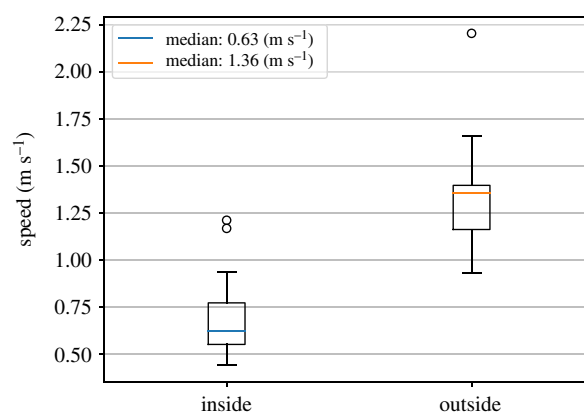 2.25
median: 0.63 (m s⁻¹)
median: 1.36 (m s⁻¹)
2.00
1.75
speed (m s⁻¹)
1.50
1.25
1.00
0.75
0.50
inside outside